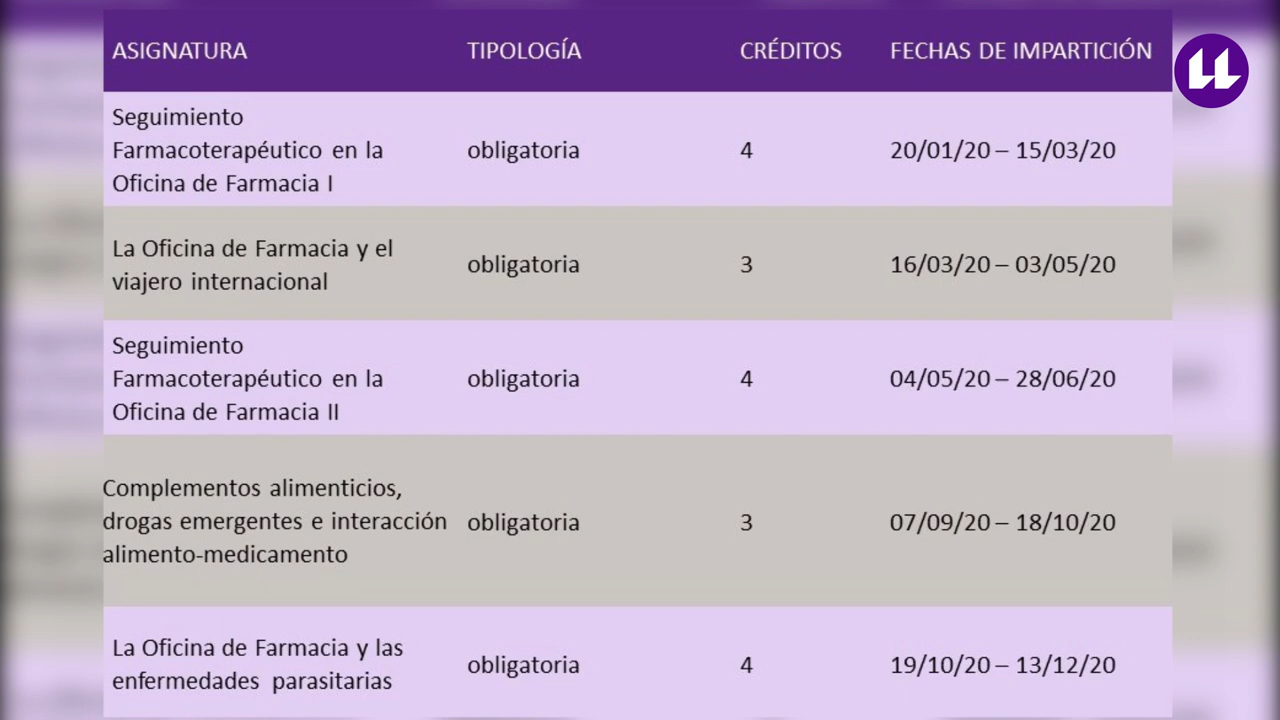 ASIGNATURA TIPOLOGÍA CRÉDITOS FECHAS DE IMPARTICIÓN
Seguimiento
Farmacoterapéutico en la
Oficina de Farmacia I
obligatoria 4 20/01/20 – 15/03/20
La Oficina de Farmacia y el
viajero internacional
obligatoria 3 16/03/20 – 03/05/20
Seguimiento
Farmacoterapéutico en la
Oficina de Farmacia II
obligatoria 4 04/05/20 – 28/06/20
Complementos alimenticios,
drogas emergentes e interacción
alimento-medicamento
obligatoria 3 07/09/20 – 18/10/20
La Oficina de Farmacia y las
enfermedades parasitarias
obligatoria 4 19/10/20 – 13/12/20